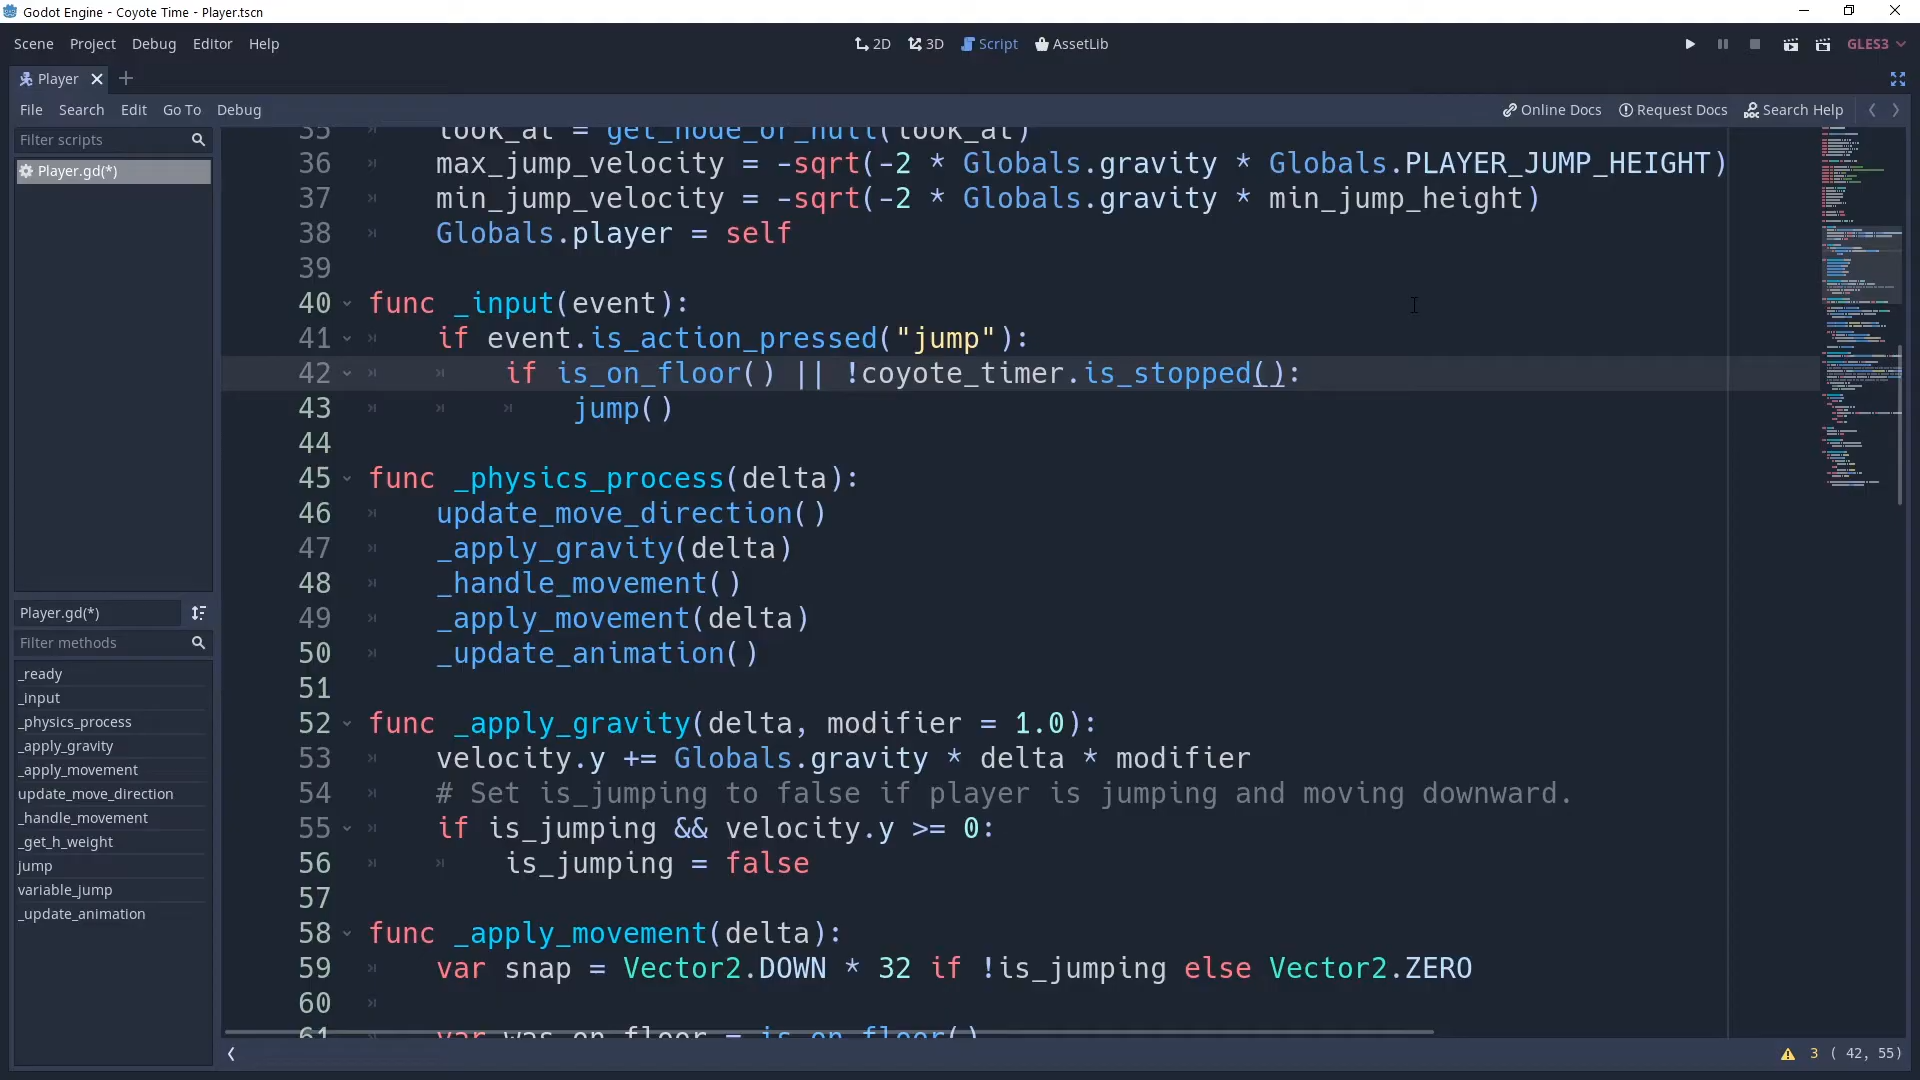 Godot Engine - Coyote Time - Player.tscn
Scene Project Debug Editor Help 2D 3D Script AssetLib GLES3
Player
File Search Edit Go To Debug Online Docs Request Docs Search Help
Filter scripts
Player.gd(*)
35 look_at = get_node_or_null(look_at)
36 max_jump_velocity = -sqrt(-2 * Globals.gravity * Globals.PLAYER_JUMP_HEIGHT)
37 min_jump_velocity = -sqrt(-2 * Globals.gravity * min_jump_height)
38 Globals.player = self
39
40 func _input(event):
41 if event.is_action_pressed("jump"):
42 if is_on_floor() || !coyote_timer.is_stopped():
43 jump()
44
45 func _physics_process(delta):
46 update_move_direction()
47 _apply_gravity(delta)
48 _handle_movement()
49 _apply_movement(delta)
50 _update_animation()
51
52 func _apply_gravity(delta, modifier = 1.0):
53 velocity.y += Globals.gravity * delta * modifier
54 # Set is_jumping to false if player is jumping and moving downward.
55 if is_jumping && velocity.y >= 0:
56 is_jumping = false
57
58 func _apply_movement(delta):
59 var snap = Vector2.DOWN * 32 if !is_jumping else Vector2.ZERO
60
61 var was_on_floor = is_on_floor()
Player.gd(*)
Filter methods
_ready
_input
_physics_process
_apply_gravity
_apply_movement
update_move_direction
_handle_movement
_get_h_weight
jump
variable_jump
_update_animation
3 ( 42, 55)